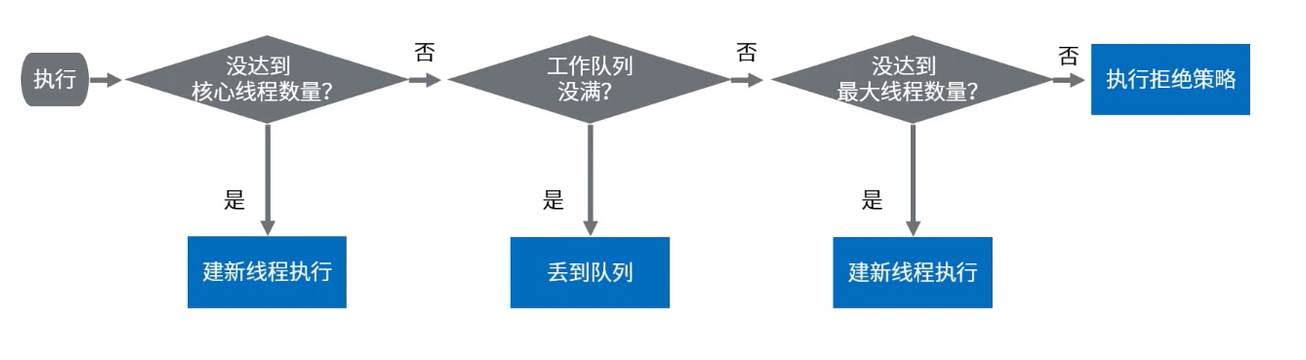 执行
没达到
核心线程数量？
否
工作队列
没满？
否
没达到
最大线程数量？
否
执行拒绝策略
是
是
是
建新线程执行
丢到队列
建新线程执行